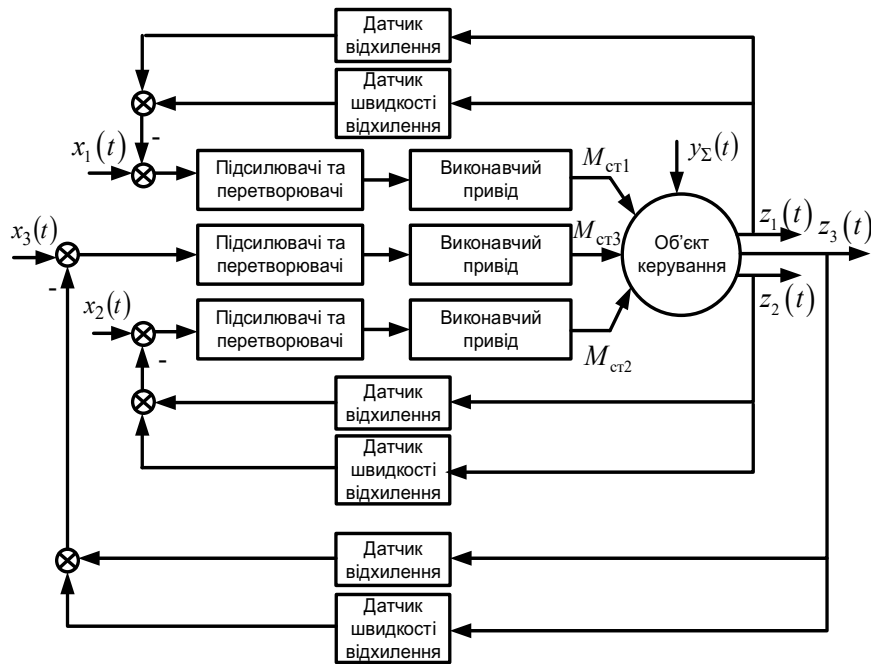 Датчик
відхилення
Датчик
швидкості
відхилення
-
x₁(t)
Підсилювачі та
перетворювачі
Виконавчий
привід
Mст1
yΣ(t)
x₃(t)
-
Підсилювачі та
перетворювачі
Виконавчий
привід
Mст3
Об'єкт
керування
z₁(t)
z₃(t)
z₂(t)
x₂(t)
-
Підсилювачі та
перетворювачі
Виконавчий
привід
Mст2
Датчик
відхилення
Датчик
швидкості
відхилення
Датчик
відхилення
Датчик
швидкості
відхилення